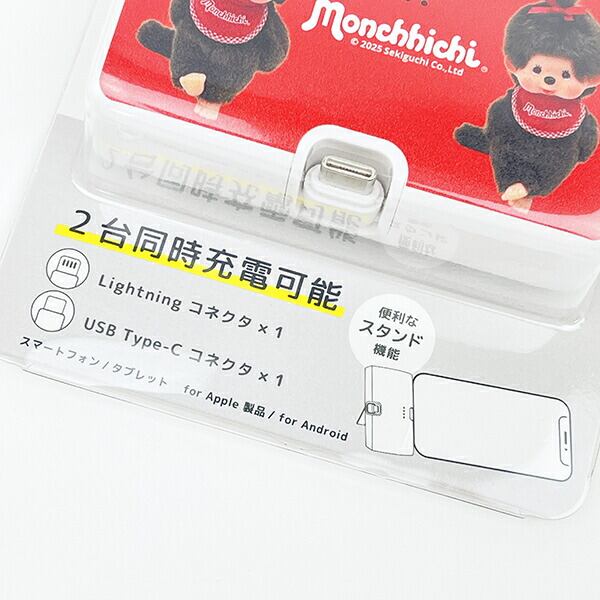 Monchhichi®
© 2025 Sekiguchi Co.,Ltd
Monchhichi
Monchhichi
2台同時充電可能
Lightning コネクタ × 1
USB Type-C コネクタ × 1
スマートフォン / タブレット for Apple 製品 / for Android
便利な
スタンド
機能